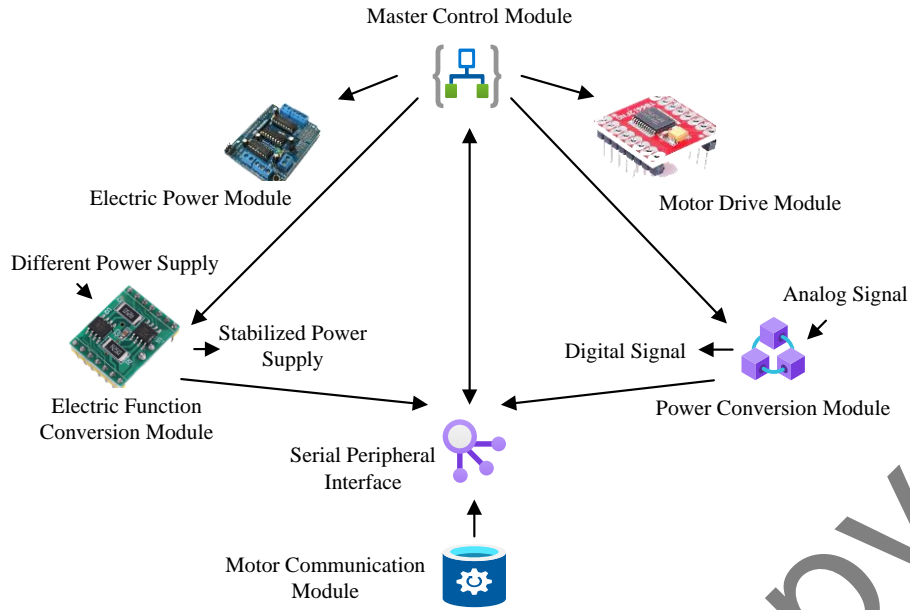 Master Control Module
Electric Power Module
Motor Drive Module
Different Power Supply
Analog Signal
Stabilized Power
Supply
Digital Signal
Electric Function
Conversion Module
Power Conversion Module
Serial Peripheral
Interface
Motor Communication
Module